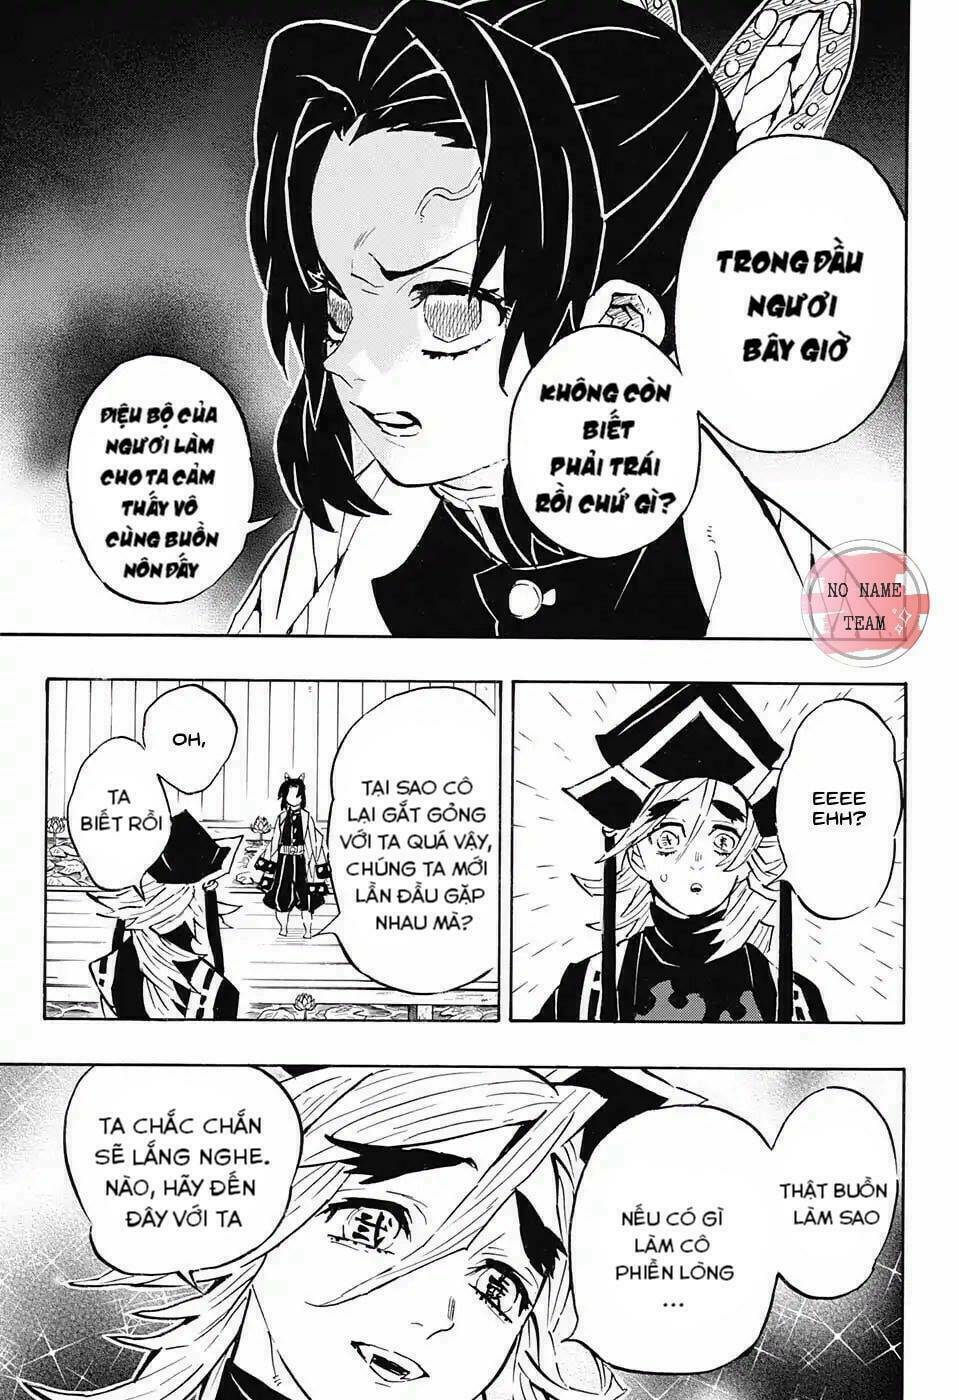 TRONG ĐẦU
NGƯƠI
BÂY GIỜ
KHÔNG CÒN
BIẾT
PHẢI TRÁI
RỒI CHỨ GÌ?
ĐIỆU BỘ CỦA
NGƯƠI LÀM
CHO TA CẢM
THẤY VÔ
CÙNG BUỒN
NÔN ĐẤY
NO NAME
TEAM
EEEE
EHH?
TẠI SAO CÔ
LẠI GẮT GỎNG
VỚI TA QUÁ VẬY,
CHÚNG TA MỚI
LẦN ĐẦU GẶP
NHAU MÀ?
OH,
TA
BIẾT RỒI
THẬT BUỒN
LÀM SAO
NẾU CÓ GÌ
LÀM CÔ
PHIỀN LÒNG
...
TA CHẮC CHẮN
SẼ LẮNG NGHE.
NÀO, HÃY ĐẾN
ĐÂY VỚI TA